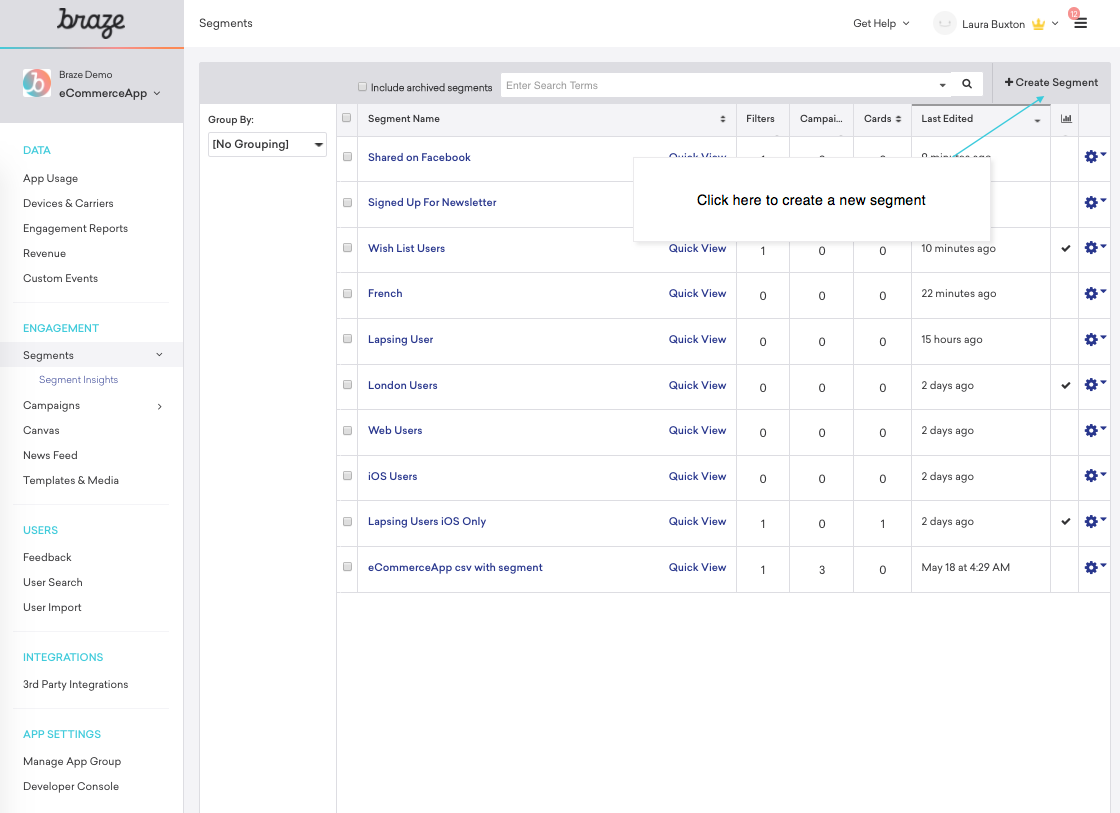 braze
Segments
Get Help
Laura Buxton
12
Braze Demo
eCommerceApp
Include archived segments
Enter Search Terms
Create Segment
Group By:
[No Grouping]
Segment Name Filters Campai... Cards Last Edited
Shared on Facebook Quick View
Signed Up For Newsletter
Click here to create a new segment
Wish List Users Quick View 1 0 0 10 minutes ago
French Quick View 0 0 0 22 minutes ago
Lapsing User Quick View 0 0 0 15 hours ago
London Users Quick View 0 0 0 2 days ago
Web Users Quick View 0 0 0 2 days ago
iOS Users Quick View 0 0 0 2 days ago
Lapsing Users iOS Only Quick View 1 0 1 2 days ago
eCommerceApp csv with segment Quick View 1 3 0 May 18 at 4:29 AM
DATA
App Usage
Devices & Carriers
Engagement Reports
Revenue
Custom Events
ENGAGEMENT
Segments
Segment Insights
Campaigns
Canvas
News Feed
Templates & Media
USERS
Feedback
User Search
User Import
INTEGRATIONS
3rd Party Integrations
APP SETTINGS
Manage App Group
Developer Console